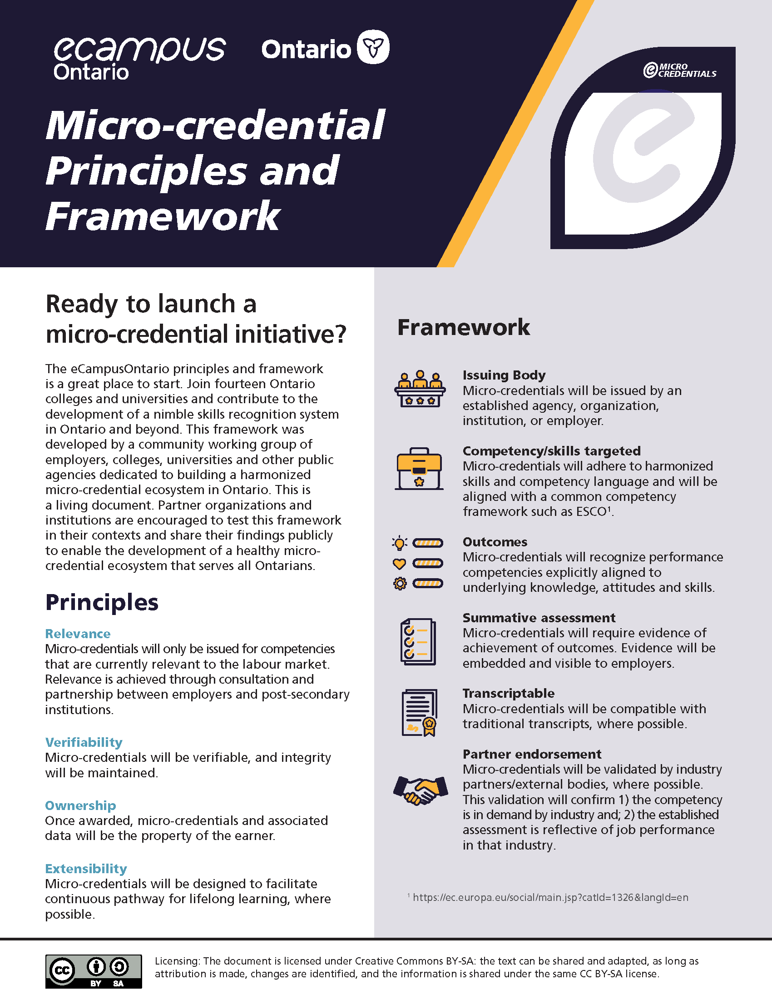 ecampus
Ontario
Ontario
MICRO
CREDENTIALS
Micro-credential
Principles and
Framework
Ready to launch a
micro-credential initiative?
The eCampusOntario principles and framework
is a great place to start. Join fourteen Ontario
colleges and universities and contribute to the
development of a nimble skills recognition system
in Ontario and beyond. This framework was
developed by a community working group of
employers, colleges, universities and other public
agencies dedicated to building a harmonized
micro-credential ecosystem in Ontario. This is
a living document. Partner organizations and
institutions are encouraged to test this framework
in their contexts and share their findings publicly
to enable the development of a healthy micro-
credential ecosystem that serves all Ontarians.
Principles
Relevance
Micro-credentials will only be issued for competencies
that are currently relevant to the labour market.
Relevance is achieved through consultation and
partnership between employers and post-secondary
institutions.
Verifiability
Micro-credentials will be verifiable, and integrity
will be maintained.
Ownership
Once awarded, micro-credentials and associated
data will be the property of the earner.
Extensibility
Micro-credentials will be designed to facilitate
continuous pathway for lifelong learning, where
possible.
Framework
Issuing Body
Micro-credentials will be issued by an
established agency, organization,
institution, or employer.
Competency/skills targeted
Micro-credentials will adhere to harmonized
skills and competency language and will be
aligned with a common competency
framework such as ESCO¹.
Outcomes
Micro-credentials will recognize performance
competencies explicitly aligned to
underlying knowledge, attitudes and skills.
Summative assessment
Micro-credentials will require evidence of
achievement of outcomes. Evidence will be
embedded and visible to employers.
Transcriptable
Micro-credentials will be compatible with
traditional transcripts, where possible.
Partner endorsement
Micro-credentials will be validated by industry
partners/external bodies, where possible.
This validation will confirm 1) the competency
is in demand by industry and; 2) the established
assessment is reflective of job performance
in that industry.
¹ https://ec.europa.eu/social/main.jsp?catId=1326&langId=en
cc
BY SA
Licensing: The document is licensed under Creative Commons BY-SA: the text can be shared and adapted, as long as
attribution is made, changes are identified, and the information is shared under the same CC BY-SA license.